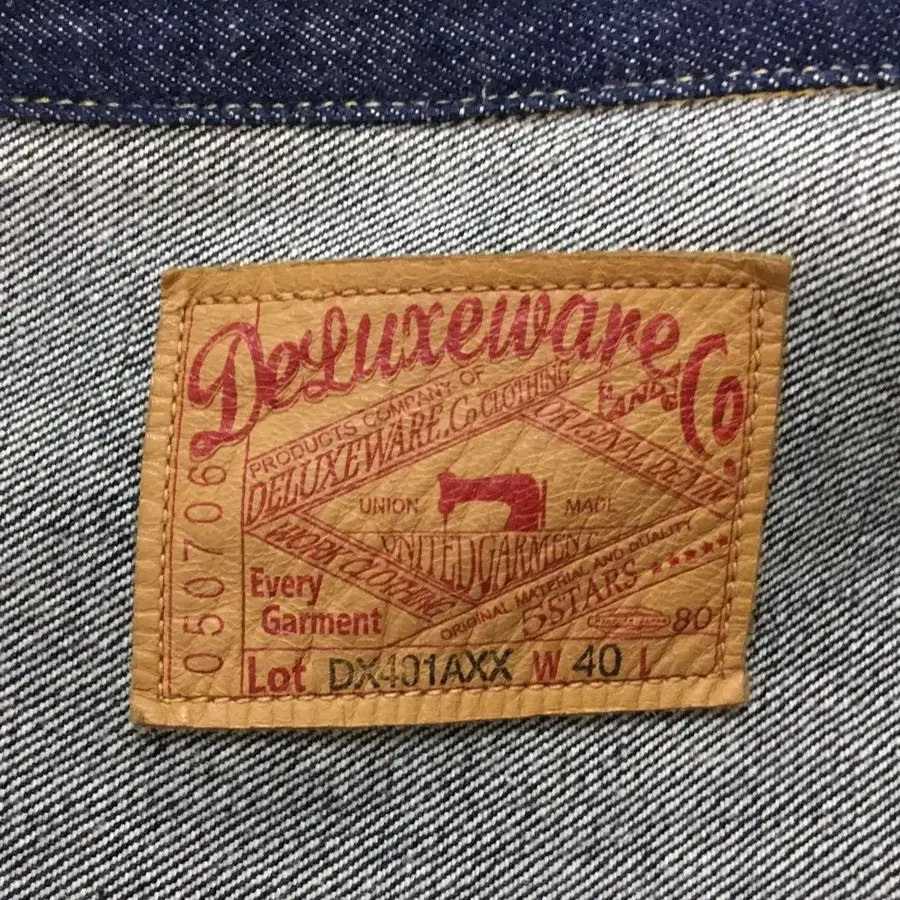 DeLuxeware
AND
Co.
PRODUCTS COMPANY OF
DELUXEWARE.Co.CLOTHING
ORIGINAL DENIM
UNION MADE
UNITED GARMENT
WORK CLOTHING
ORIGINAL MATERIAL AND QUALITY
5STARS ★★★★★
Every
Garment
80
050706
Lot DX401AXX W 40 L